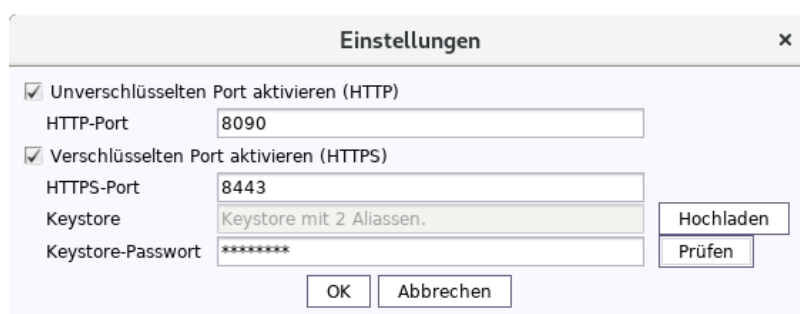 Einstellungen
Unverschlüsselten Port aktivieren (HTTP)
HTTP-Port 8090
Verschlüsselten Port aktivieren (HTTPS)
HTTPS-Port 8443
Keystore Keystore mit 2 Aliassen. Hochladen
Keystore-Passwort ******** Prüfen
OK Abbrechen